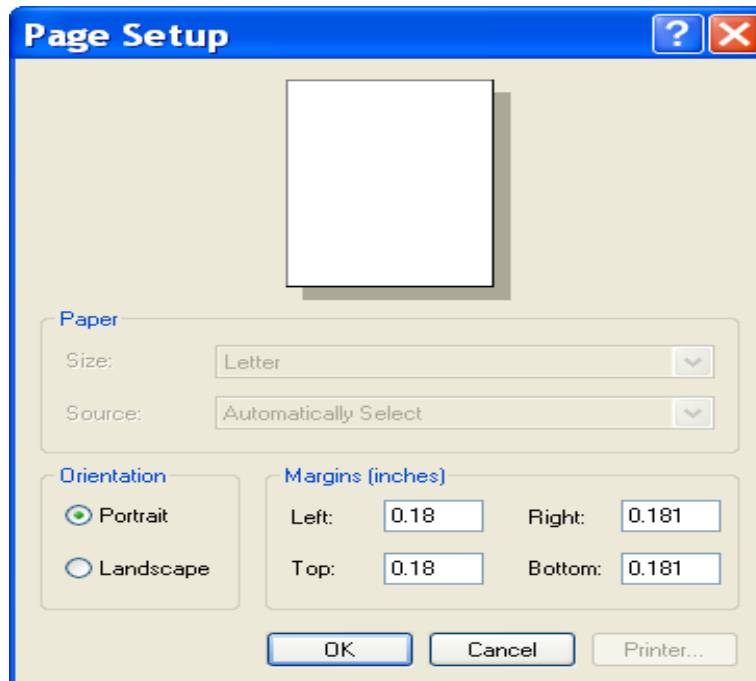 Page Setup
Paper
Size: Letter
Source: Automatically Select
Orientation
Portrait
Landscape
Margins (inches)
Left: 0.18 Right: 0.181
Top: 0.18 Bottom: 0.181
OK Cancel Printer...